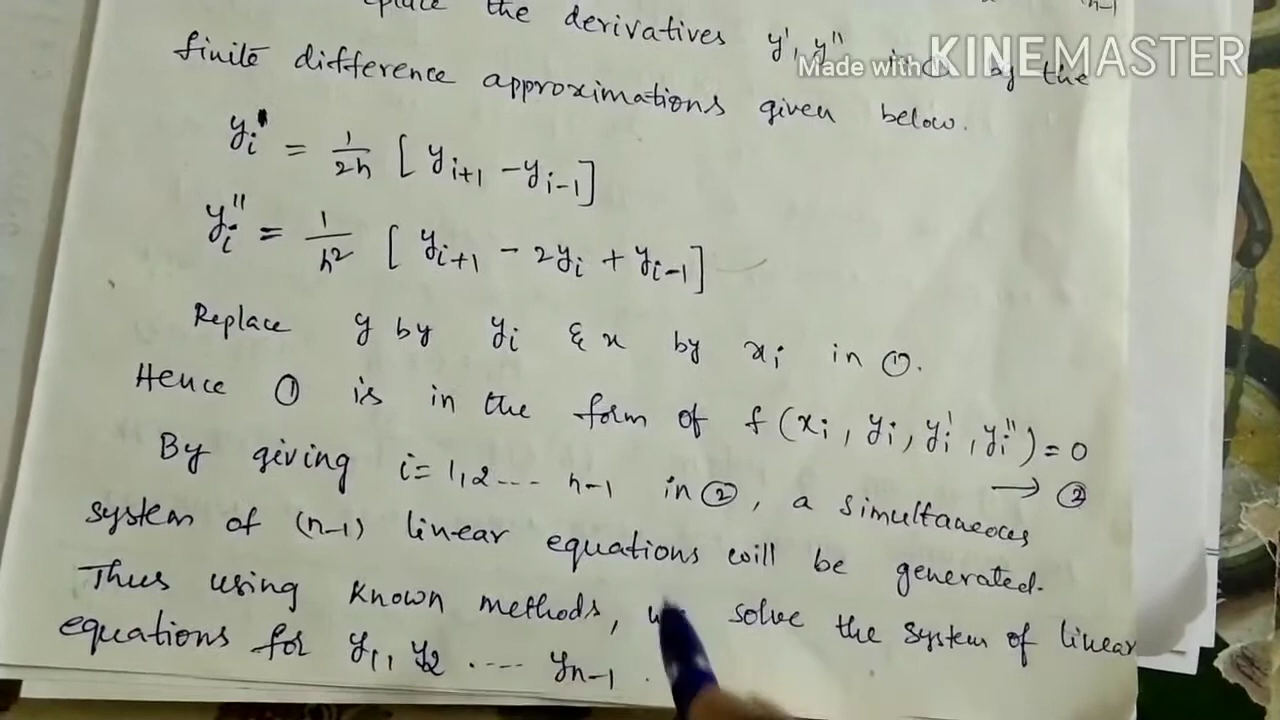 the derivatives y', y'' by the
Made with KINEMASTER
finite difference approximations given below.
yi' = 1/2h [ yi+1 - yi-1 ]
yi'' = 1/h² [ yi+1 - 2yi + yi-1 ]
Replace y by yi & x by xi in ①.
Hence ① is in the form of f(xi, yi, yi', yi'') = 0
→ ②
By giving i = 1, 2 ---- n-1 in ②, a simultaneous
system of (n-1) linear equations will be generated.
Thus using known methods, solve the system of linear
equations for y1, y2 ---- yn-1.